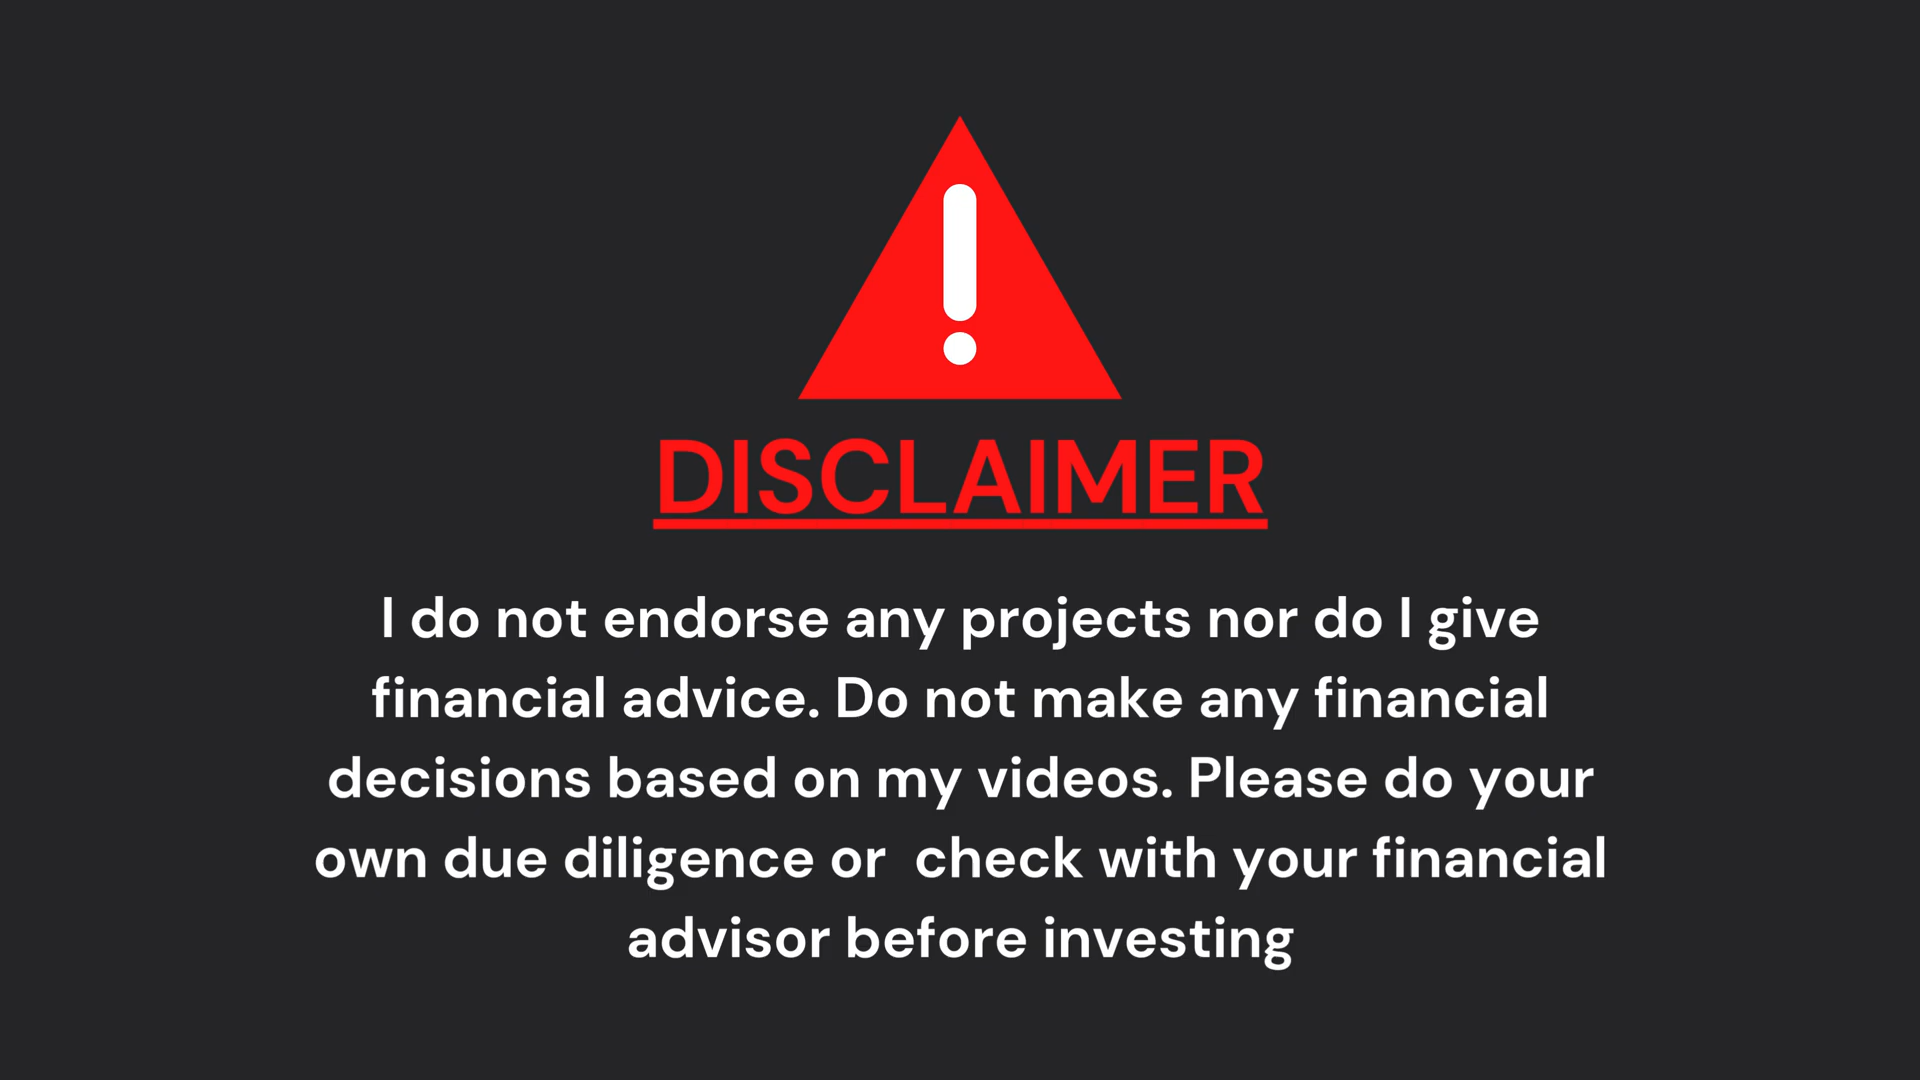 DISCLAIMER
I do not endorse any projects nor do I give
financial advice. Do not make any financial
decisions based on my videos. Please do your
own due diligence or  check with your financial
advisor before investing